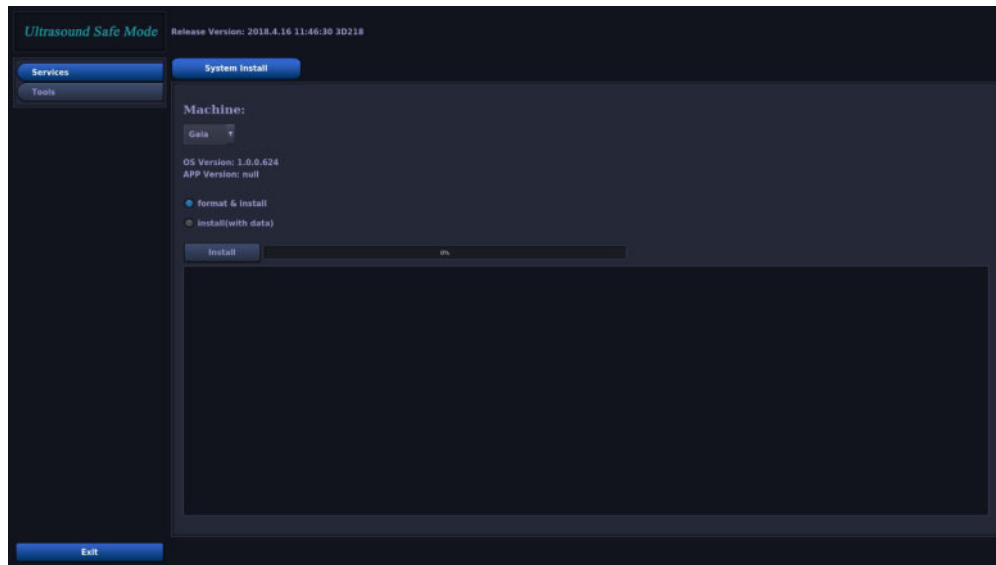 Ultrasound Safe Mode
Release Version: 2018.4.16 11:46:30 3D218
Services
Tools
System Install
Machine:
Gaia
OS Version: 1.0.0.624
APP Version: null
format & install
install(with data)
Install
0%
Exit